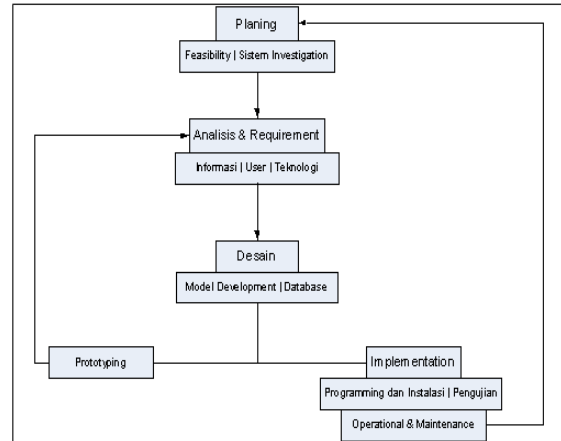 Planing
Feasibility | Sistem Investigation
Analisis & Requirement
Informasi | User | Teknologi
Desain
Model Development | Database
Prototyping
Implementation
Programming dan Instalasi | Pengujian
Operational & Maintenance